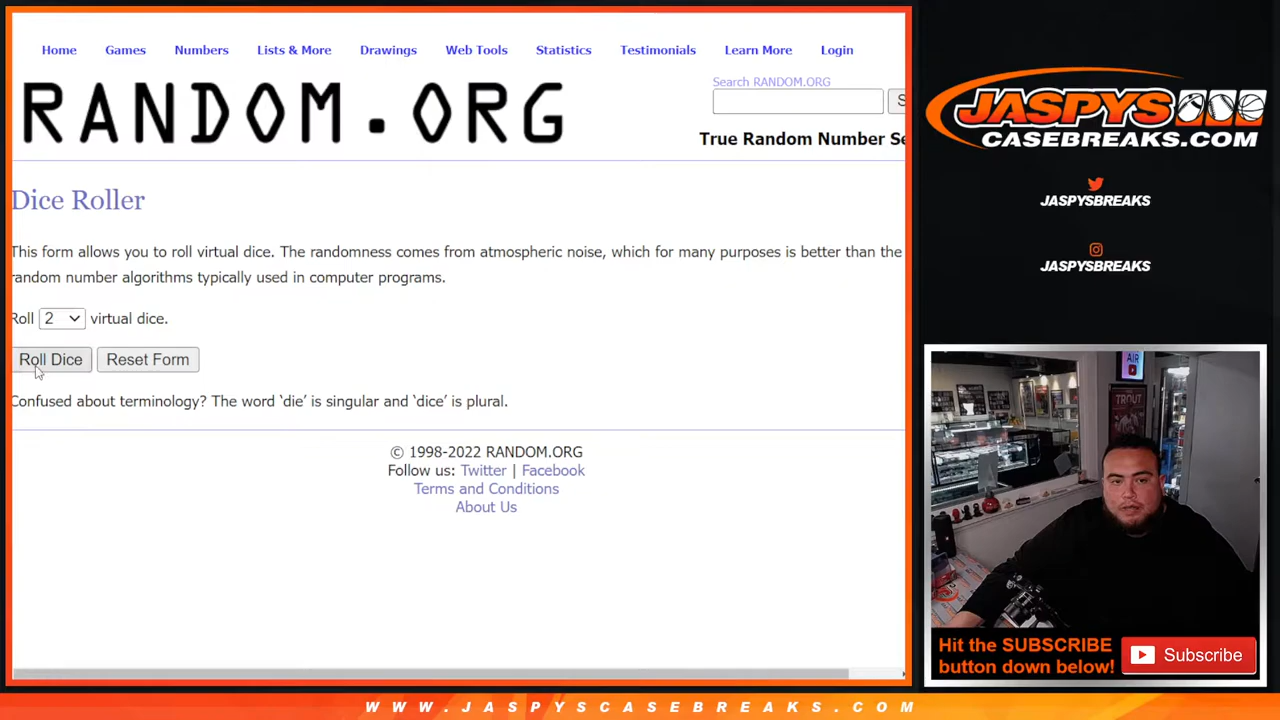 Home Games Numbers Lists & More Drawings Web Tools Statistics Testimonials Learn More Login
RANDOM.ORG
Search RANDOM.ORG
S
True Random Number Se
Dice Roller
This form allows you to roll virtual dice. The randomness comes from atmospheric noise, which for many purposes is better than the
random number algorithms typically used in computer programs.
Roll 2 virtual dice.
Roll Dice Reset Form
Confused about terminology? The word ‘die’ is singular and ‘dice’ is plural.
© 1998-2022 RANDOM.ORG
Follow us: Twitter | Facebook
Terms and Conditions
About Us
JASPYS
CASEBREAKS.COM
JASPYSBREAKS
JASPYSBREAKS
AIR
TROUT
Hit the SUBSCRIBE
button down below!
Subscribe
WWW.JASPYSCASEBREAKS.COM